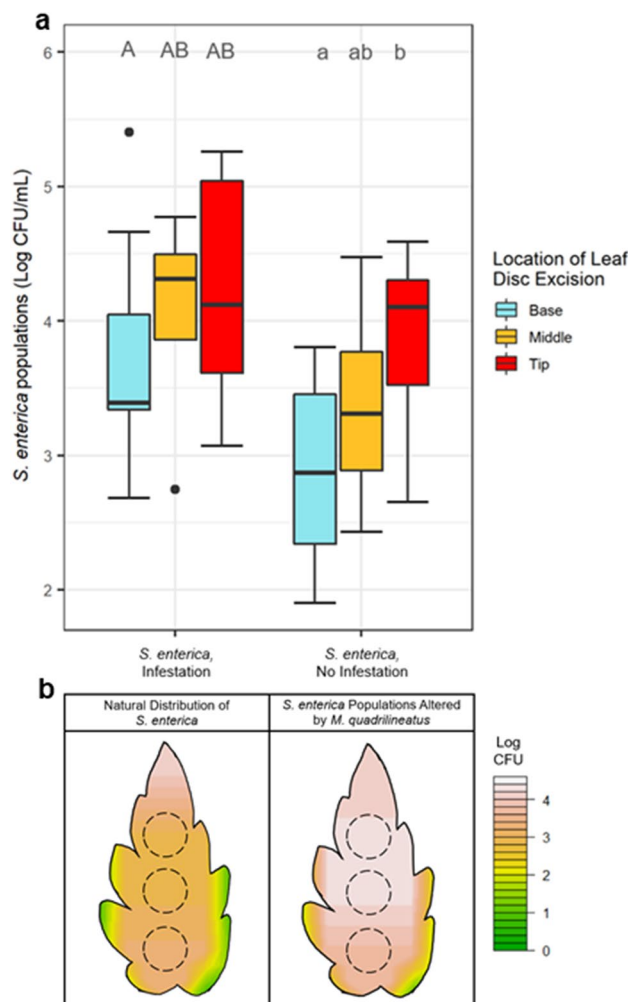 a
6
5
4
3
2
S. enterica populations (Log CFU/mL)
A AB AB a ab b
Location of Leaf
Disc Excision
Base
Middle
Tip
S. enterica,
Infestation
S. enterica,
No Infestation
b
Natural Distribution of
S. enterica
S. enterica Populations Altered
by M. quadrilineatus
Log
CFU
4
3
2
1
0